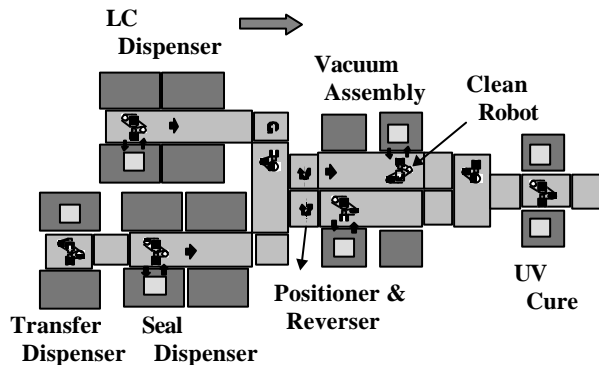 LC
Dispenser
Vacuum
Assembly
Clean
Robot
Positioner &
Reverser
UV
Cure
Transfer
Dispenser
Seal
Dispenser